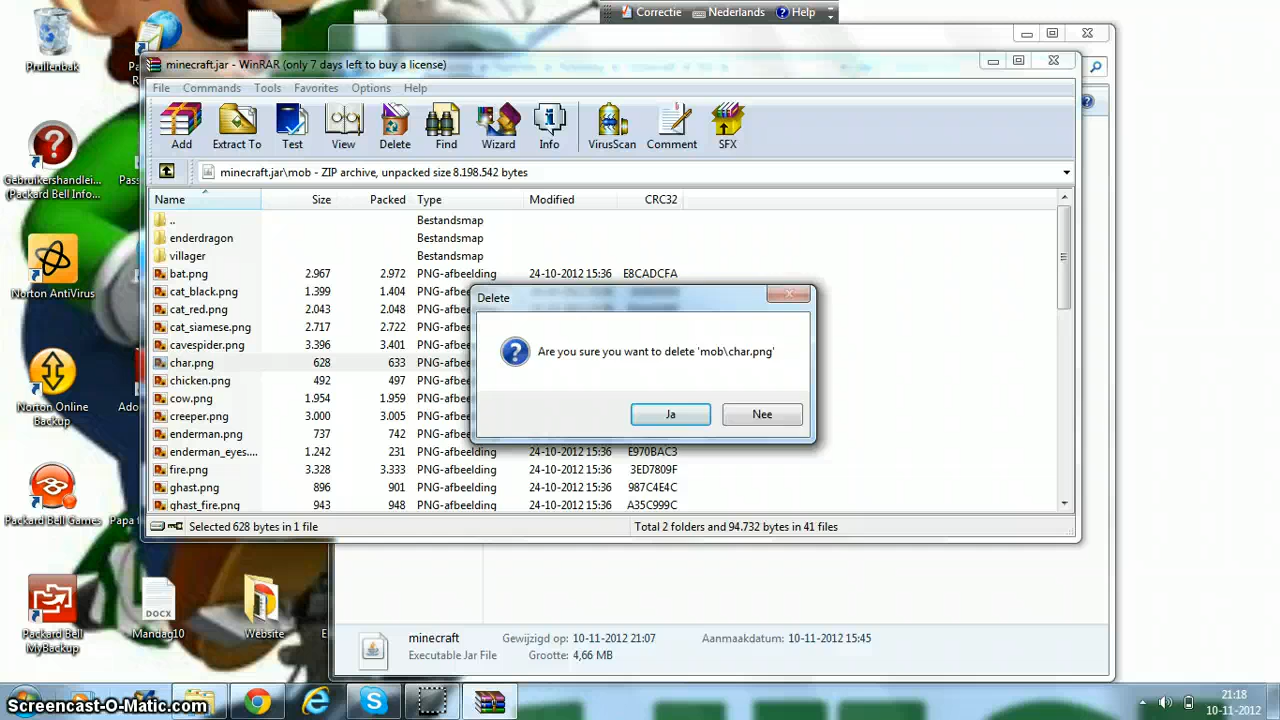 Correctie Nederlands Help
Prullenbak
minecraft.jar - WinRAR (only 7 days left to buy a license)
File Commands Tools Favorites Options Help
Add Extract To Test View Delete Find Wizard Info VirusScan Comment SFX
minecraft.jar\mob - ZIP archive, unpacked size 8.198.542 bytes
Name Size Packed Type Modified CRC32
.. Bestandsmap
enderdragon Bestandsmap
villager Bestandsmap
bat.png 2.967 2.972 PNG-afbeelding 24-10-2012 15:36 E8CADCFA
cat_black.png 1.399 1.404 PNG-afbee
cat_red.png 2.043 2.048 PNG-afbee
cat_siamese.png 2.717 2.722 PNG-afbee
cavespider.png 3.396 3.401 PNG-afbee
char.png 628 633 PNG-afbee
chicken.png 492 497 PNG-afbee
cow.png 1.954 1.959 PNG-afbee
creeper.png 3.000 3.005 PNG-afbee
enderman.png 737 742 PNG-afbee
enderman_eyes.... 1.242 231 PNG-afbeelding 24-10-2012 15:36 E970BAC3
fire.png 3.328 3.333 PNG-afbeelding 24-10-2012 15:36 3ED7809F
ghast.png 896 901 PNG-afbeelding 24-10-2012 15:36 987C4E4C
ghast_fire.png 943 948 PNG-afbeelding 24-10-2012 15:36 A35C999C
Selected 628 bytes in 1 file
Total 2 folders and 94.732 bytes in 41 files
Delete
Are you sure you want to delete 'mob\char.png'
Ja Nee
Gebruikershandlei...
(Packard Bell Info...
Norton AntiVirus
Norton Online
Backup
Packard Bell Games
Papa
Packard Bell
MyBackup
DOCX
Mandag10
Website
minecraft Gewijzigd op: 10-11-2012 21:07 Aanmaakdatum: 10-11-2012 15:45
Executable Jar File Grootte: 4,66 MB
Screencast-O-Matic.com
21:18
10-11-2012